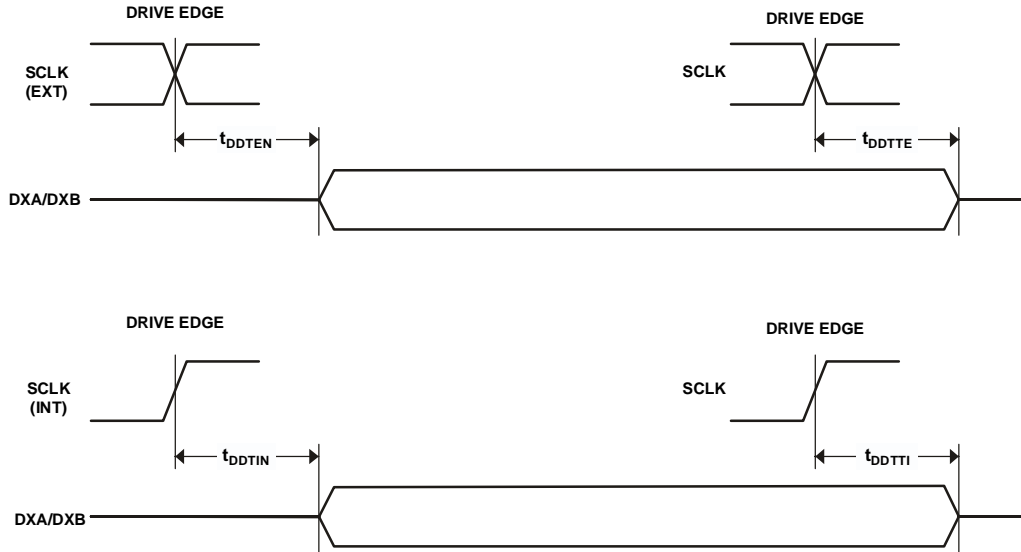 DRIVE EDGE
DRIVE EDGE
SCLK
(EXT)
SCLK
tDDTEN
tDDTTE
DXA/DXB
DRIVE EDGE
DRIVE EDGE
SCLK
(INT)
SCLK
tDDTIN
tDDTTI
DXA/DXB